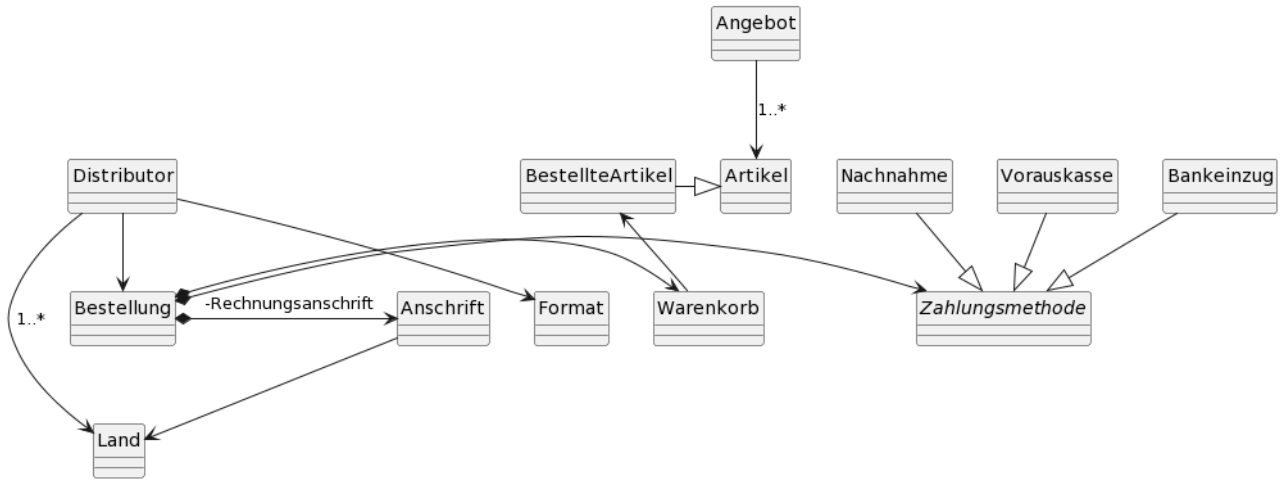 Angebot
1..*
Distributor
BestellteArtikel
Artikel
Nachnahme
Vorauskasse
Bankeinzug
Bestellung
-Rechnungsanschrift
Anschrift
Format
Warenkorb
Zahlungsmethode
1..*
Land